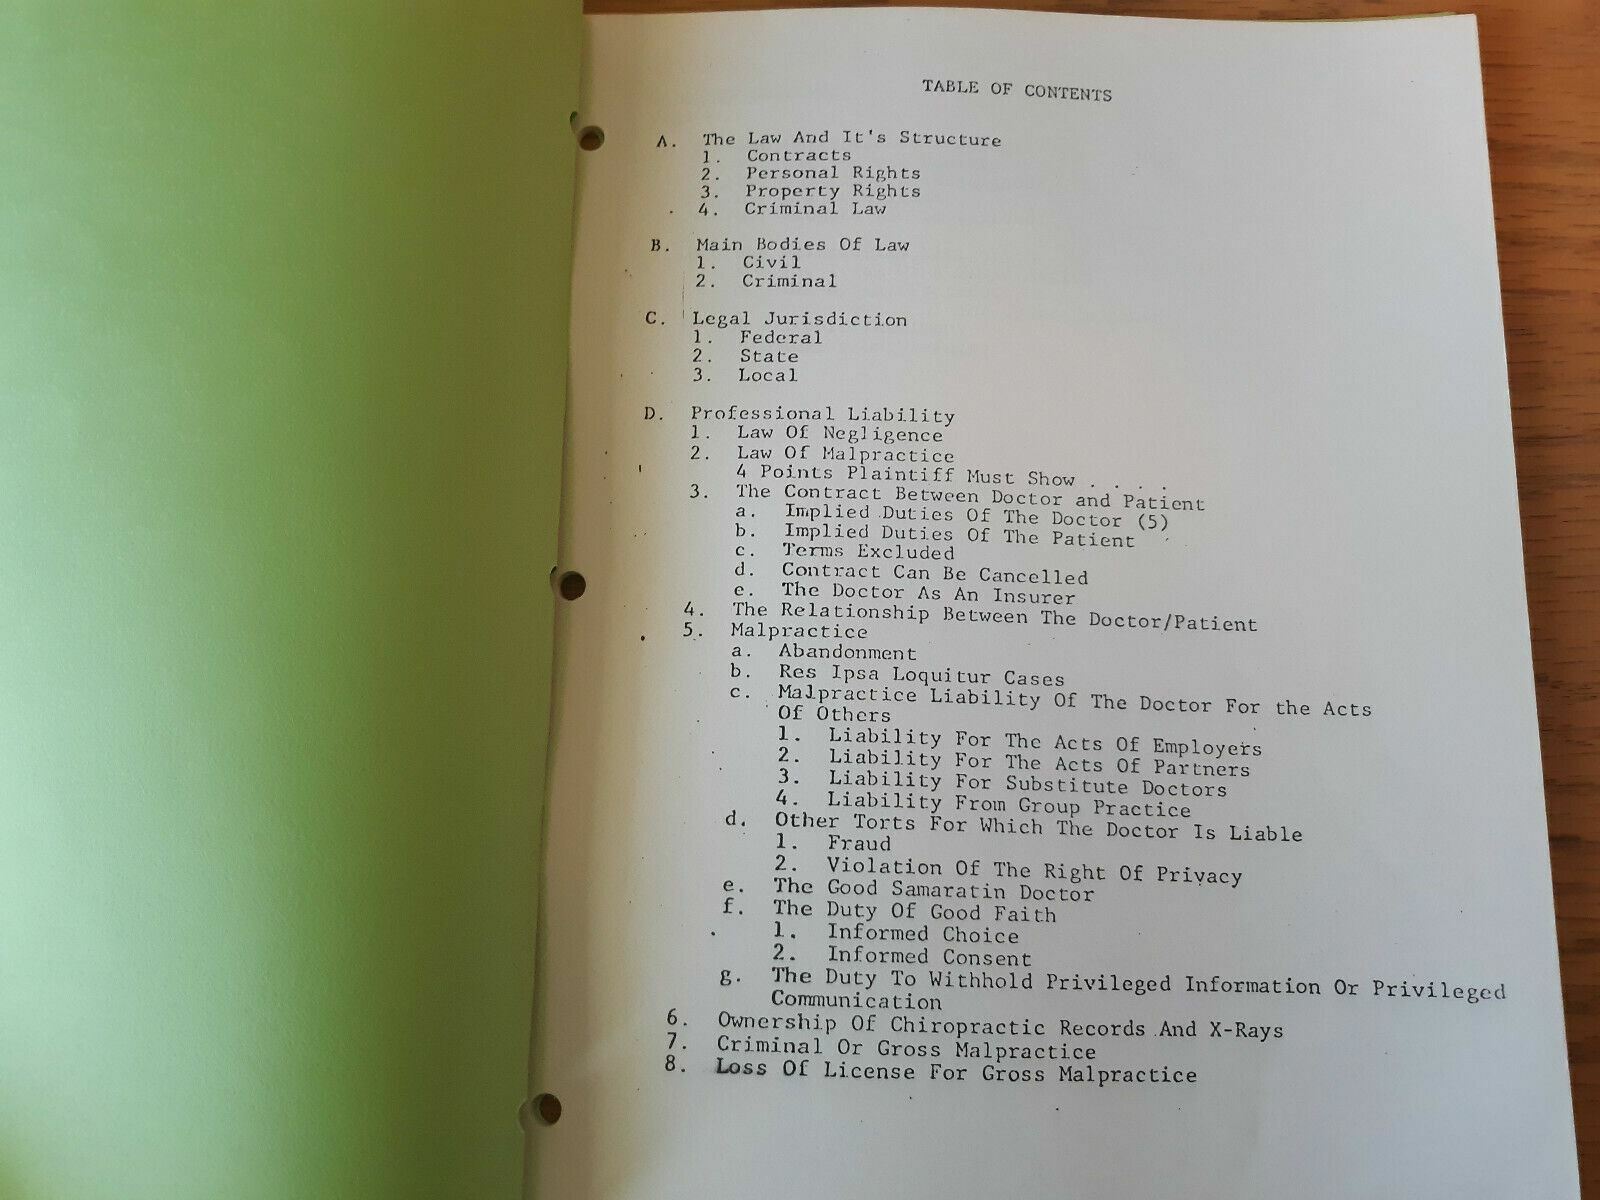 TABLE OF CONTENTS
A. The Law And It's Structure
1. Contracts
2. Personal Rights
3. Property Rights
4. Criminal Law
B. Main Bodies Of Law
1. Civil
2. Criminal
C. Legal Jurisdiction
1. Federal
2. State
3. Local
D. Professional Liability
1. Law Of Negligence
2. Law Of Malpractice
4 Points Plaintiff Must Show . . . .
3. The Contract Between Doctor and Patient
a. Implied Duties Of The Doctor (5)
b. Implied Duties Of The Patient
c. Terms Excluded
d. Contract Can Be Cancelled
e. The Doctor As An Insurer
4. The Relationship Between The Doctor/Patient
5. Malpractice
a. Abandonment
b. Res Ipsa Loquitur Cases
c. Malpractice Liability Of The Doctor For the Acts
Of Others
1. Liability For The Acts Of Employers
2. Liability For The Acts Of Partners
3. Liability For Substitute Doctors
4. Liability From Group Practice
d. Other Torts For Which The Doctor Is Liable
1. Fraud
2. Violation Of The Right Of Privacy
e. The Good Samaratin Doctor
f. The Duty Of Good Faith
1. Informed Choice
2. Informed Consent
g. The Duty To Withhold Privileged Information Or Privileged
Communication
6. Ownership Of Chiropractic Records And X-Rays
7. Criminal Or Gross Malpractice
8. Loss Of License For Gross Malpractice